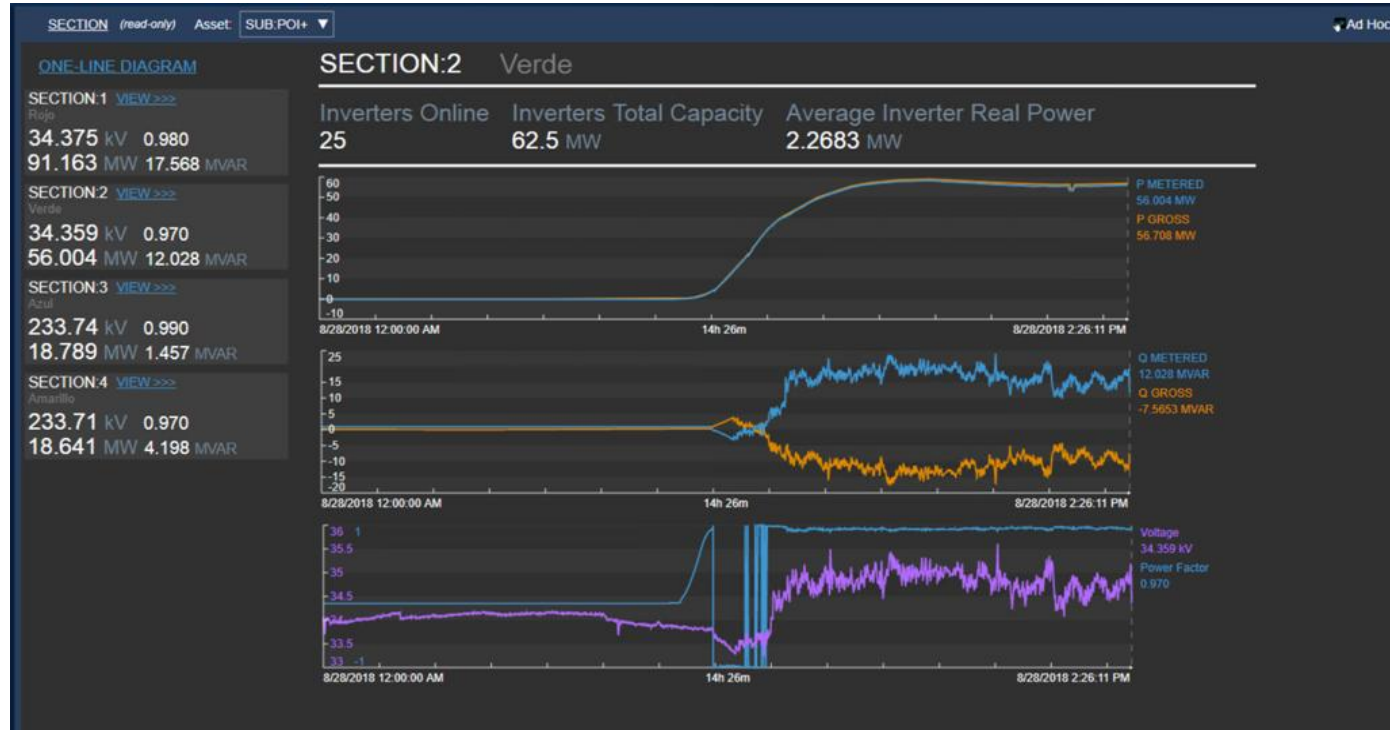 SECTION (read-only) Asset: SUB:POI+ ▼ Ad Hoc
ONE-LINE DIAGRAM
SECTION:1 VIEW >>>
Rojo
34.375 kV 0.980
91.163 MW 17.568 MVAR
SECTION:2 VIEW >>>
Verde
34.359 kV 0.970
56.004 MW 12.028 MVAR
SECTION:3 VIEW >>>
Azul
233.74 kV 0.990
18.789 MW 1.457 MVAR
SECTION:4 VIEW >>>
Amarillo
233.71 kV 0.970
18.641 MW 4.198 MVAR
SECTION:2 Verde
Inverters Online Inverters Total Capacity Average Inverter Real Power
25 62.5 MW 2.2683 MW
60
50
40
30
20
10
0
-10
8/28/2018 12:00:00 AM 14h 26m 8/28/2018 2:26:11 PM
P METERED
56.004 MW
P GROSS
56.708 MW
25
15
10
5
0
-5
-10
-15
-20
8/28/2018 12:00:00 AM 14h 26m 8/28/2018 2:26:11 PM
Q METERED
12.028 MVAR
Q GROSS
-7.5653 MVAR
36 1
35.5
35
34.5
34
33.5
33 -1
8/28/2018 12:00:00 AM 14h 26m 8/28/2018 2:26:11 PM
Voltage
34.359 kV
Power Factor
0.970